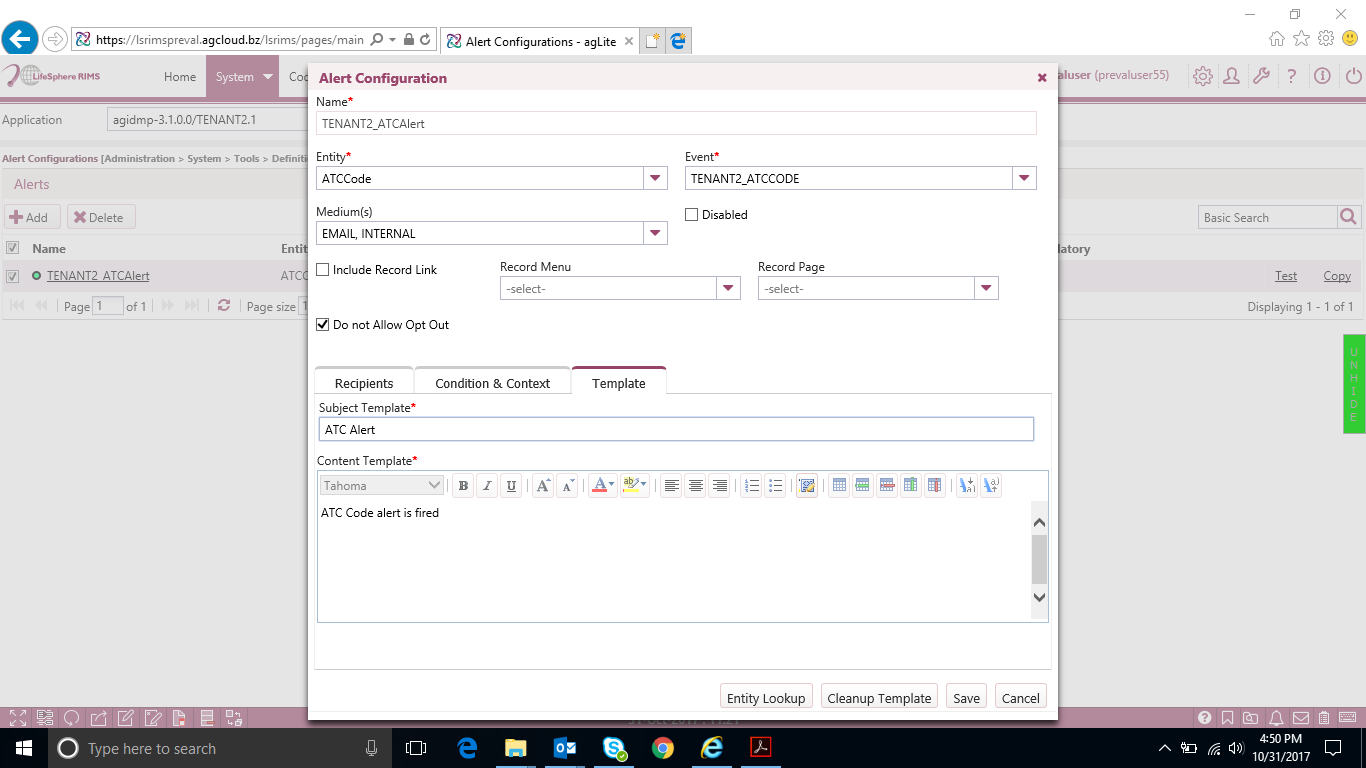 https://lsrimspreval.agcloud.bz/lsrims/pages/main
Alert Configurations - agLite
LifeSphere RIMS
Home
System
Alert Configuration
valuser (prevaluser55)
Application
agidmp-3.1.0.0/TENANT2.1
Name*
TENANT2_ATCAlert
Alert Configurations [Administration > System > Tools >
Entity*
Event*
ATCCode
TENANT2_ATCCODE
Alerts
Add
Delete
Basic Search
Medium(s)
Disabled
EMAIL, INTERNAL
Name
Include Record Link
Record Menu
Record Page
-select-
-select-
TENANT2_ATCAlert
Test
Copy
Page 1 of 1
Page size
Displaying 1 - 1 of 1
Do not Allow Opt Out
UNHIDE
Recipients
Condition & Context
Template
Subject Template*
ATC Alert
Content Template*
Tahoma
B I U
ATC Code alert is fired
Entity Lookup
Cleanup Template
Save
Cancel
Type here to search
4:50 PM
10/31/2017